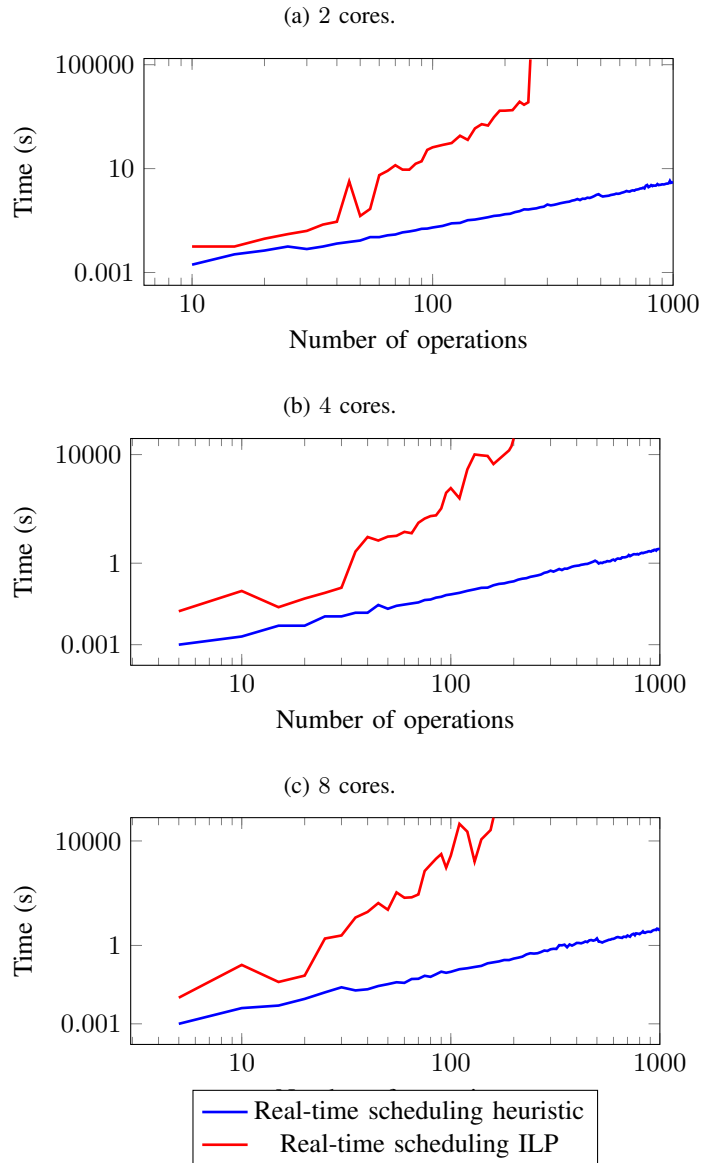 (a) 2 cores.
100000
10
0.001
Time (s)
10 100 1000
Number of operations
(b) 4 cores.
10000
1
0.001
Time (s)
10 100 1000
Number of operations
(c) 8 cores.
10000
1
0.001
Time (s)
10 100 1000
Real-time scheduling heuristic
Real-time scheduling ILP